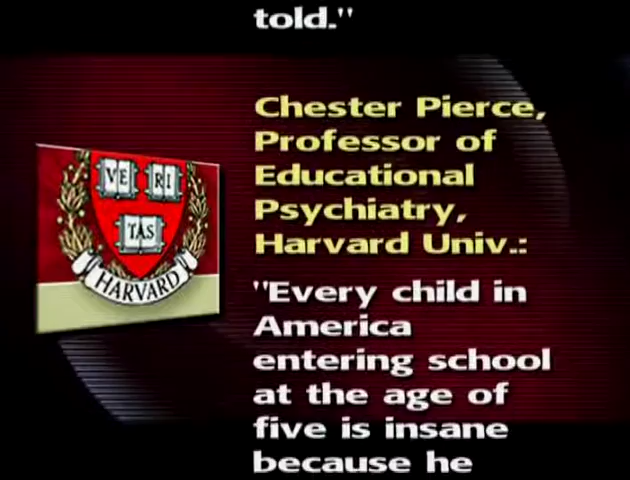 told."
Chester Pierce,
Professor of
Educational
Psychiatry,
Harvard Univ.:
VE RI
TAS
HARVARD
"Every child in
America
entering school
at the age of
five is insane
because he